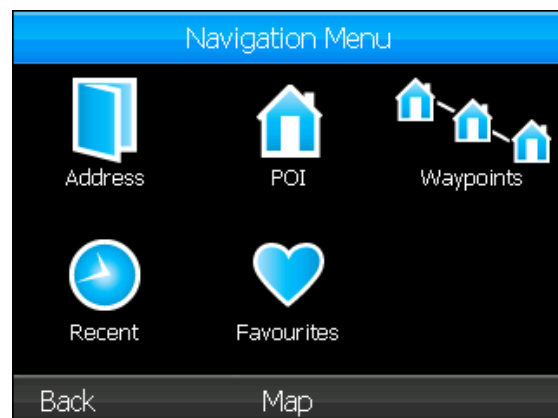 Navigation Menu
Address POI Waypoints
Recent Favourites
Back Map